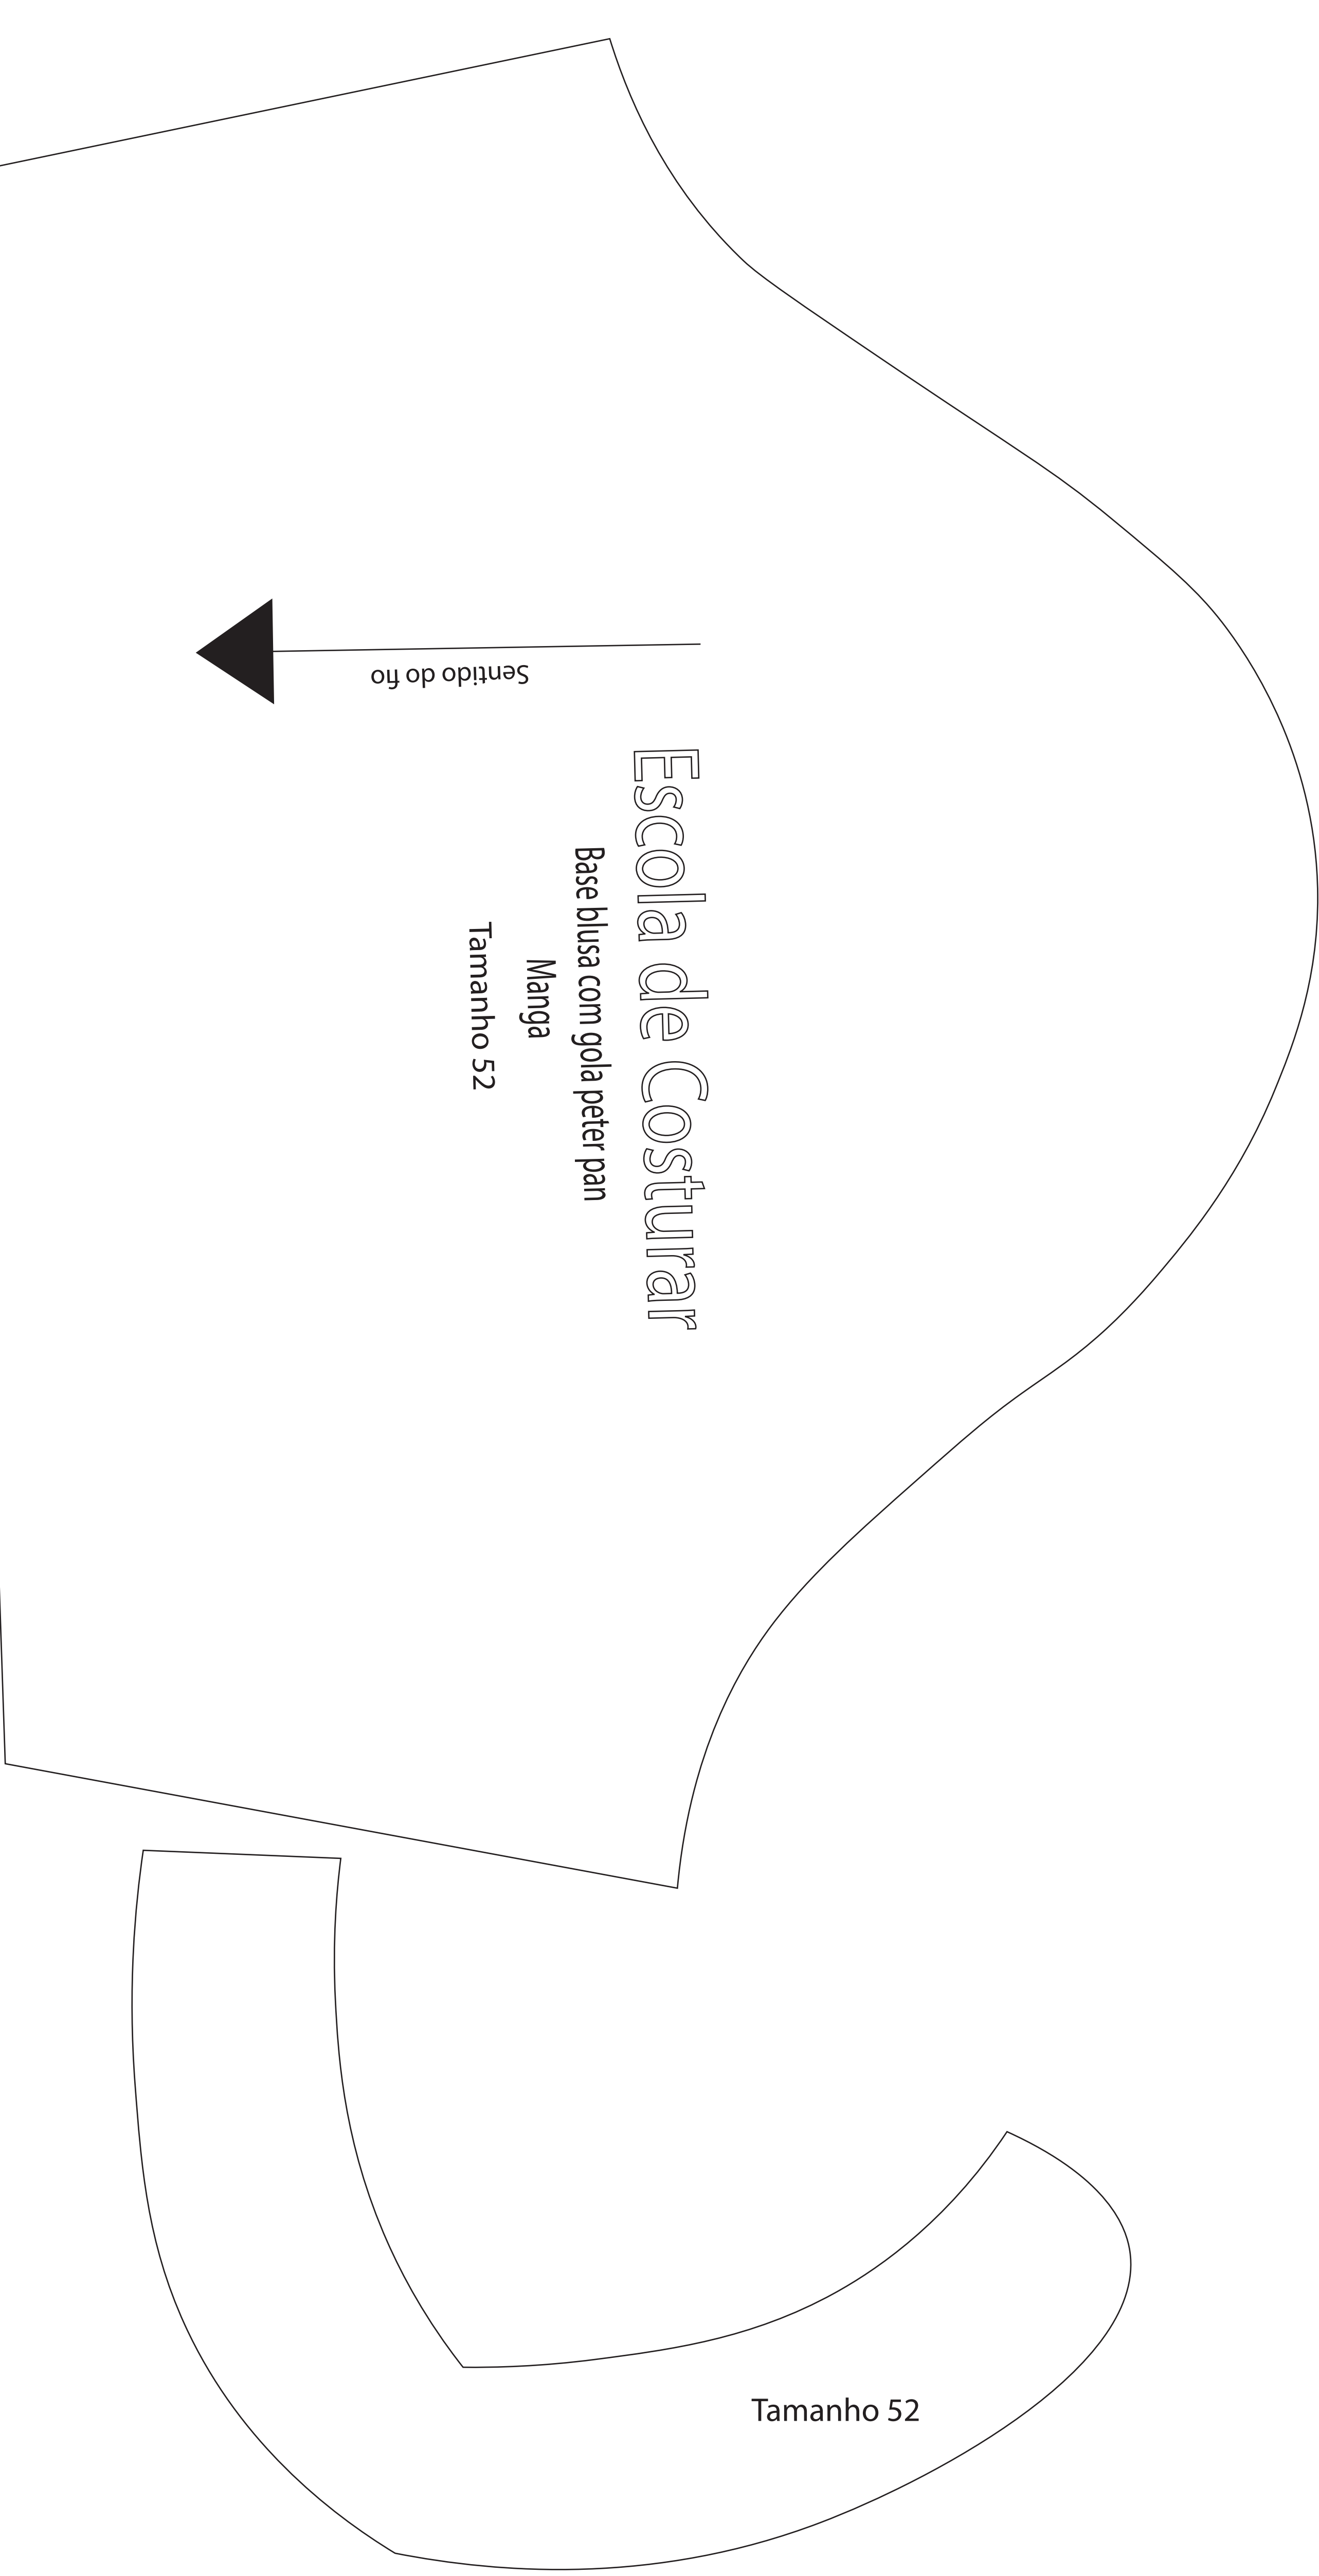 Sentido do fio
Escola de Costurar
Base blusa com gola peter pan
Manga
Tamanho 52
Tamanho 52